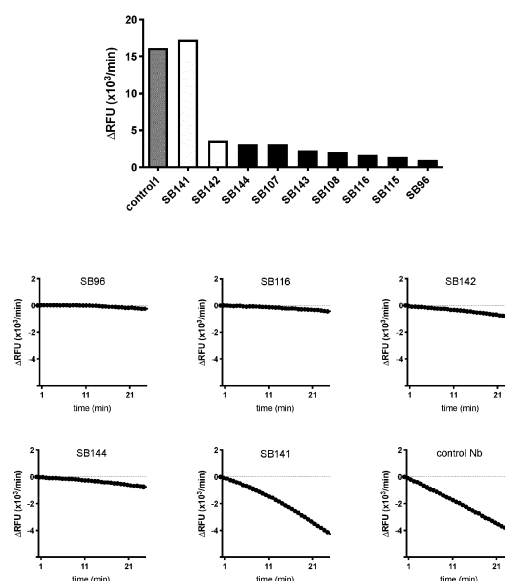 20
15
10
5
0
ΔRFU (x10³/min)
control1
SB141
SB142
SB144
SB107
SB143
SB108
SB116
SB115
SB96
SB96
2
0
-2
-4
ΔRFU (x10³/min)
1 11 21
time (min)
SB116
2
0
-2
-4
ΔRFU (x10³/min)
1 11 21
time (min)
SB142
2
0
-2
-4
ΔRFU (x10³/min)
1 11 21
time (min)
SB144
2
0
-2
-4
ΔRFU (x10³/min)
1 11 21
time (min)
SB141
2
0
-2
-4
ΔRFU (x10³/min)
1 11 21
time (min)
control Nb
2
0
-2
-4
ΔRFU (x10³/min)
1 11 21
time (min)